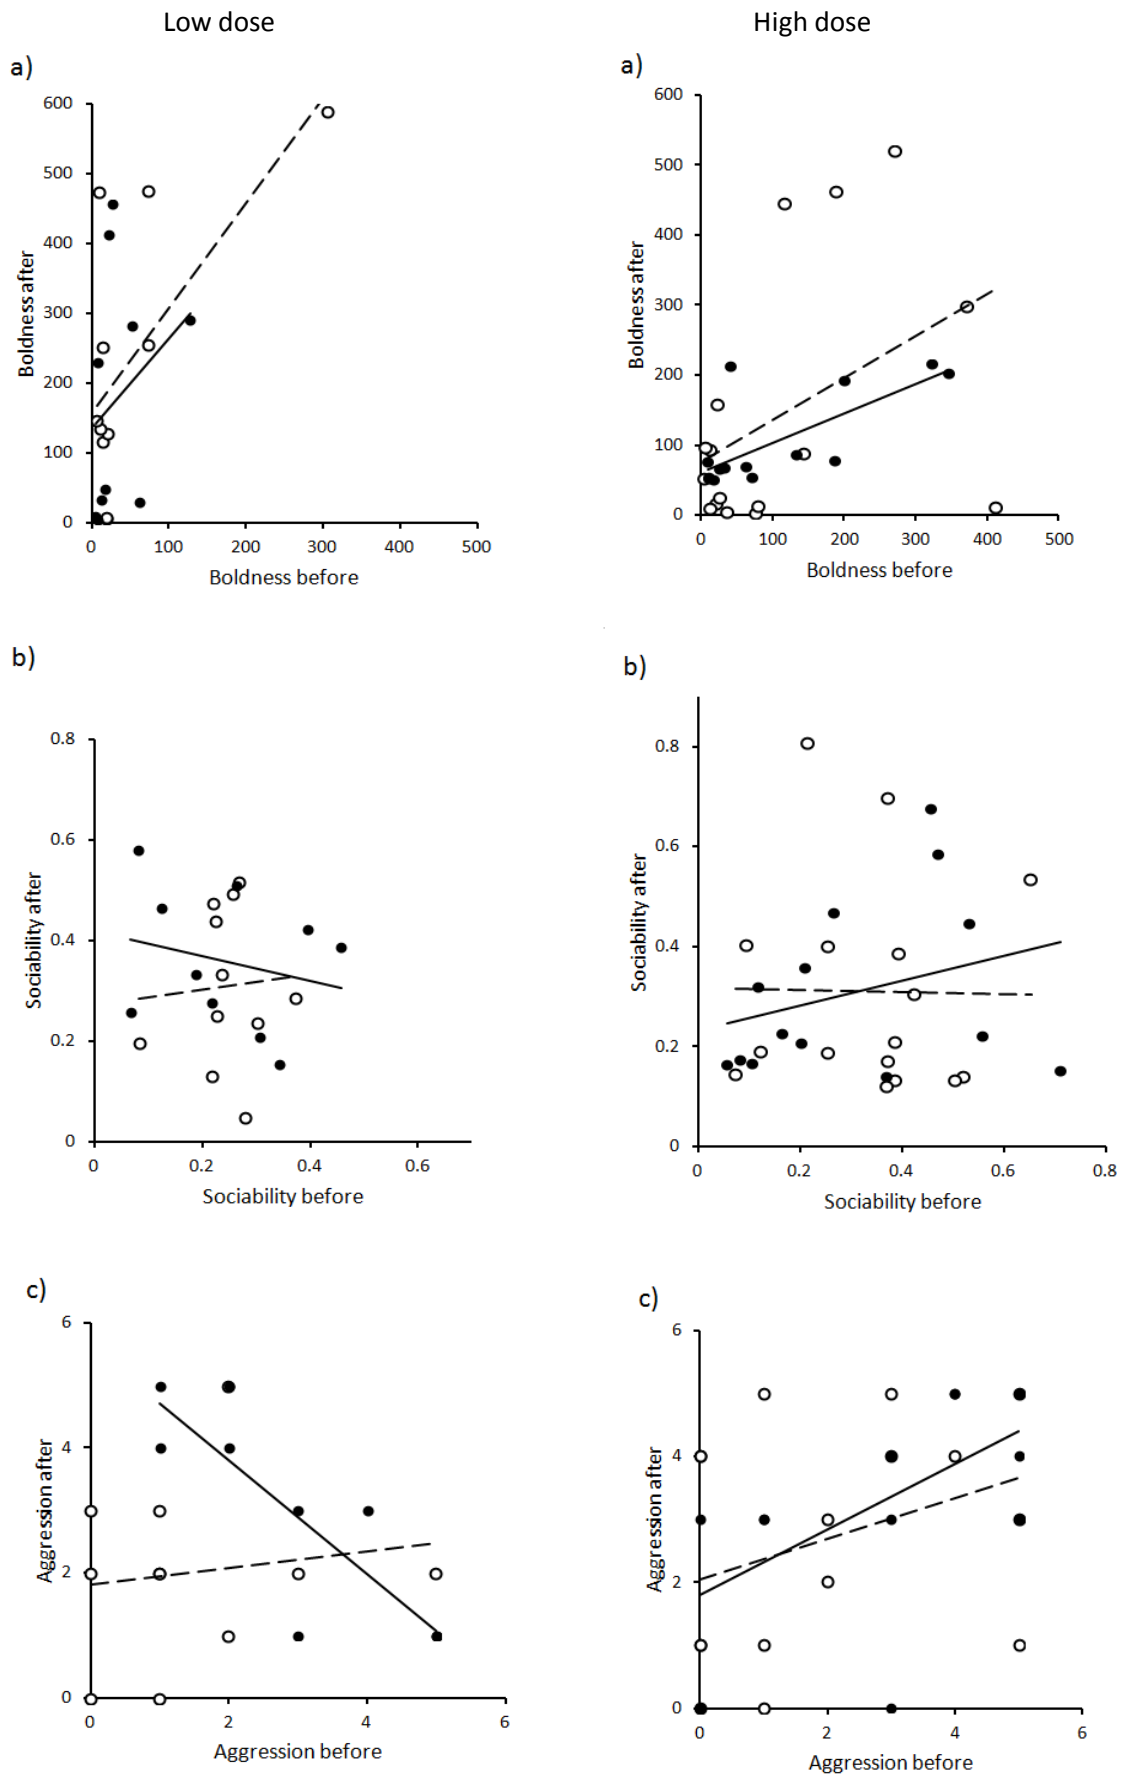 Low dose
High dose
a)
600
500
400
300
200
100
0
Boldness after
0 100 200 300 400 500
Boldness before
a)
600
500
400
300
200
100
0
Boldness after
0 100 200 300 400 500
Boldness before
b)
0.8
0.6
0.4
0.2
0
Sociability after
0 0.2 0.4 0.6
Sociability before
b)
0.8
0.6
0.4
0.2
0
Sociability after
0 0.2 0.4 0.6 0.8
Sociability before
c)
6
4
2
0
Aggression after
0 2 4 6
Aggression before
c)
6
4
2
0
Aggression after
0 2 4 6
Aggression before